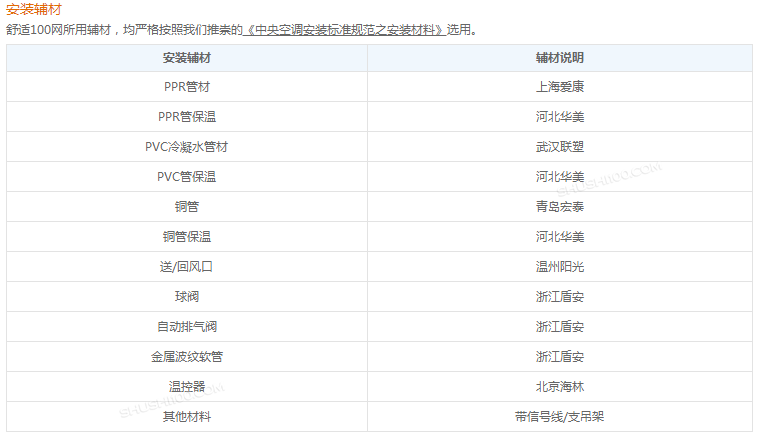 安装辅材
舒适100网所用辅材，均严格按照我们推崇的《中央空调安装标准规范之安装材料》选用。
安装辅材 辅材说明
PPR管材 上海爱康
PPR管保温 河北华美
PVC冷凝水管材 武汉联塑
PVC管保温 河北华美
SHUSHI100.COM
铜管 青岛宏泰
铜管保温 河北华美
送/回风口 温州阳光
球阀 浙江盾安
自动排气阀 浙江盾安
金属波纹软管 浙江盾安
温控器 北京海林
SHUSHI100.COM
其他材料 带信号线/支吊架